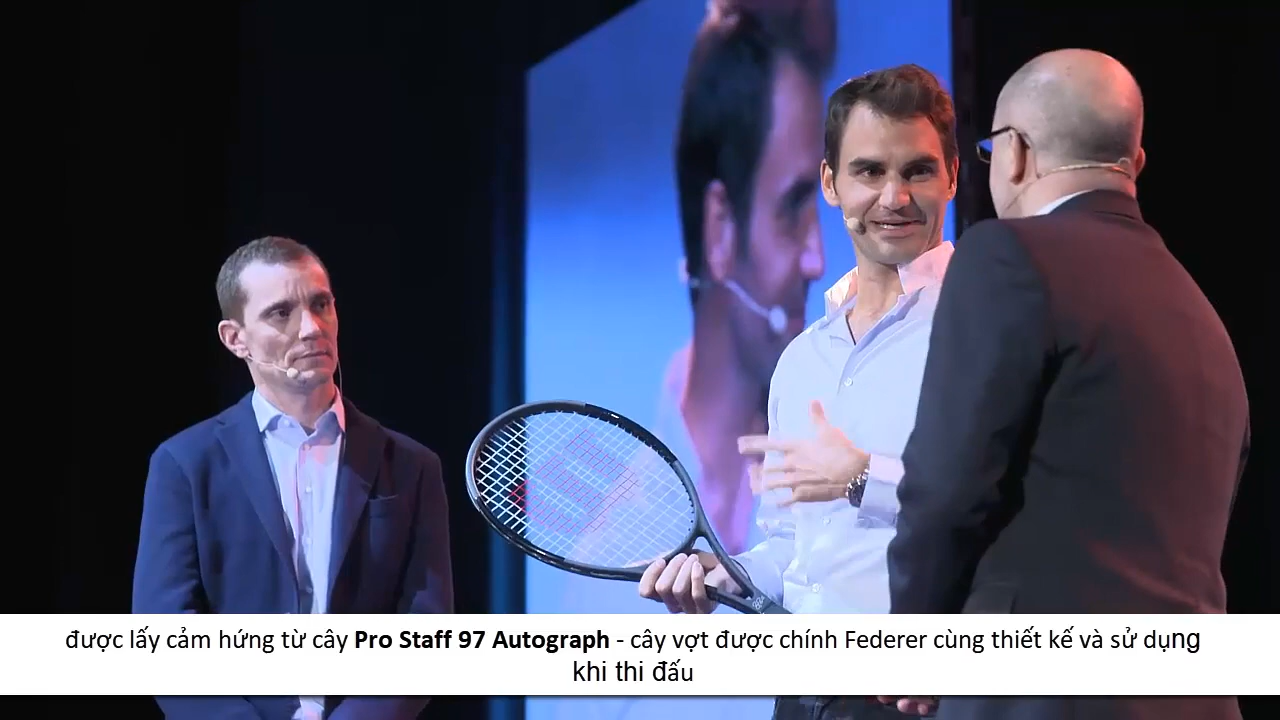 được lấy cảm hứng từ cây Pro Staff 97 Autograph - cây vợt được chính Federer cùng thiết kế và sử dụng
khi thi đấu